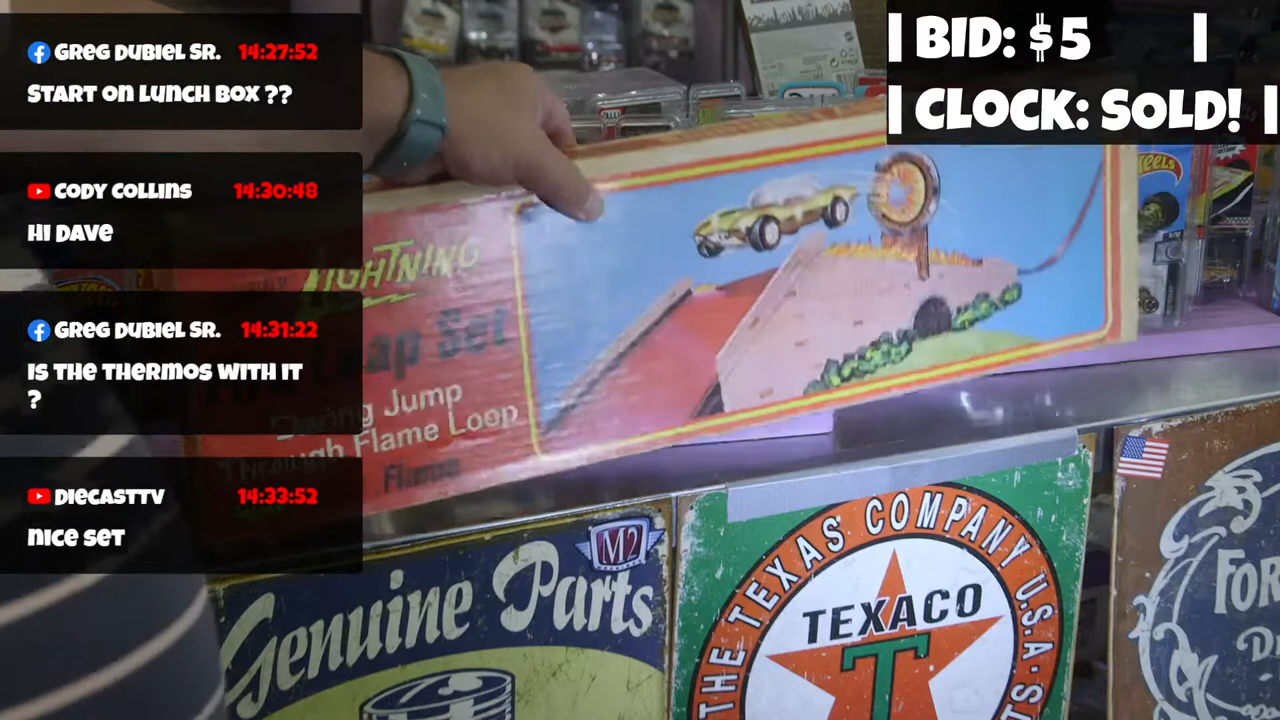 GREG DUBIEL SR. 14:27:52
START ON LUNCH BOX ??
CODY COLLINS 14:30:48
HI DAVE
GREG DUBIEL SR. 14:31:22
IS THE THERMOS WITH IT
?
DIECASTTV 14:33:52
NICE SET
| BID: $5 |
| CLOCK: SOLD! |
LIGHTNING
Set
Jump
Through Flame Loop
Flame
M2
Genuine Parts
THE TEXAS COMPANY U.S.A.
TEXACO
T